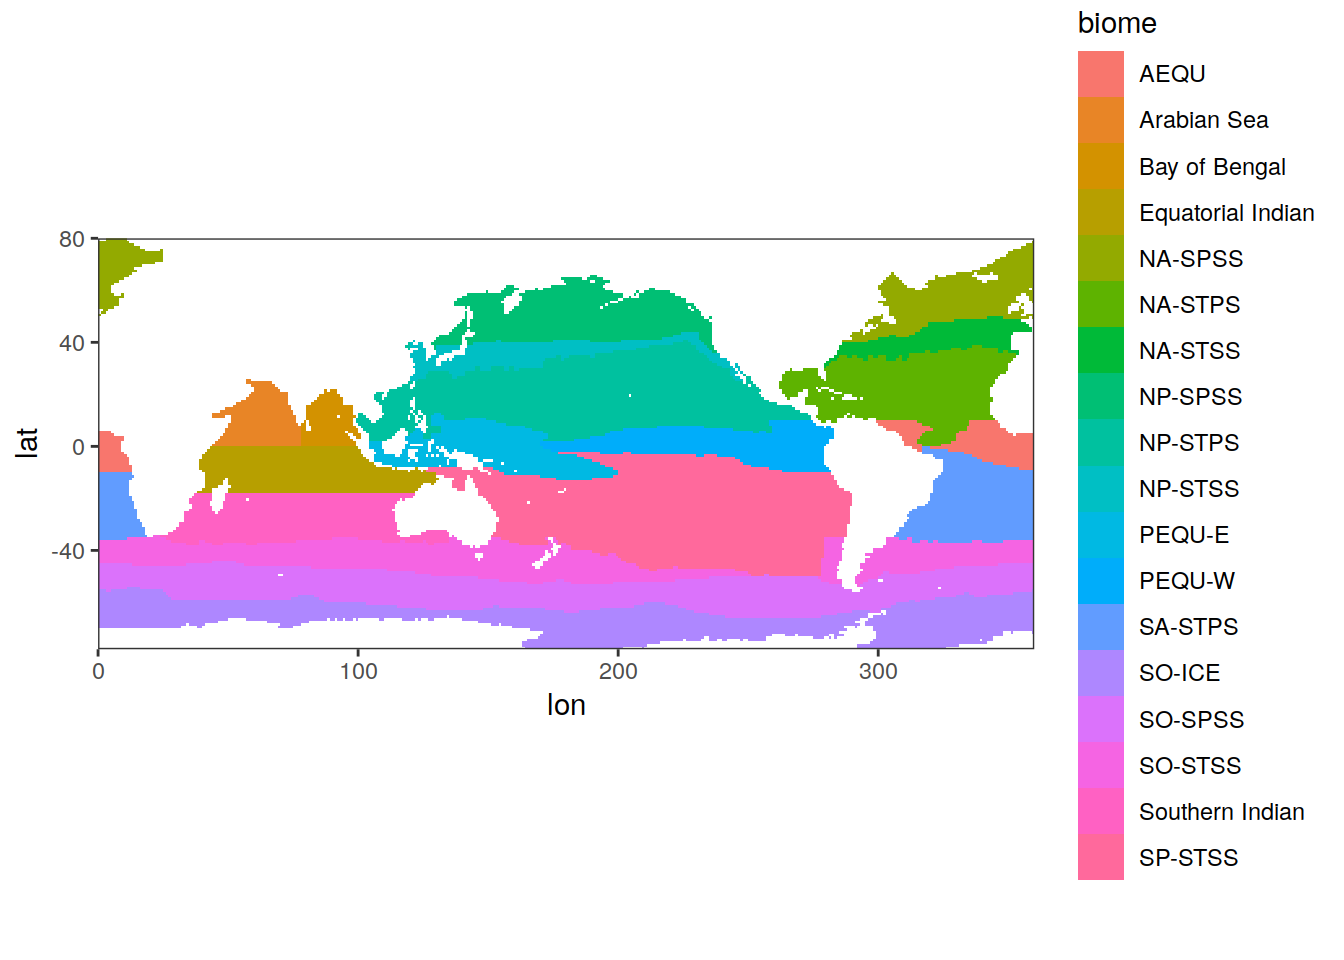 biome
AEQU
Arabian Sea
Bay of Bengal
Equatorial Indian
NA-SPSS
NA-STPS
NA-STSS
NP-SPSS
NP-STPS
NP-STSS
PEQU-E
PEQU-W
SA-STPS
SO-ICE
SO-SPSS
SO-STSS
Southern Indian
SP-STSS
lat
80
40
0
-40
0 100 200 300
lon